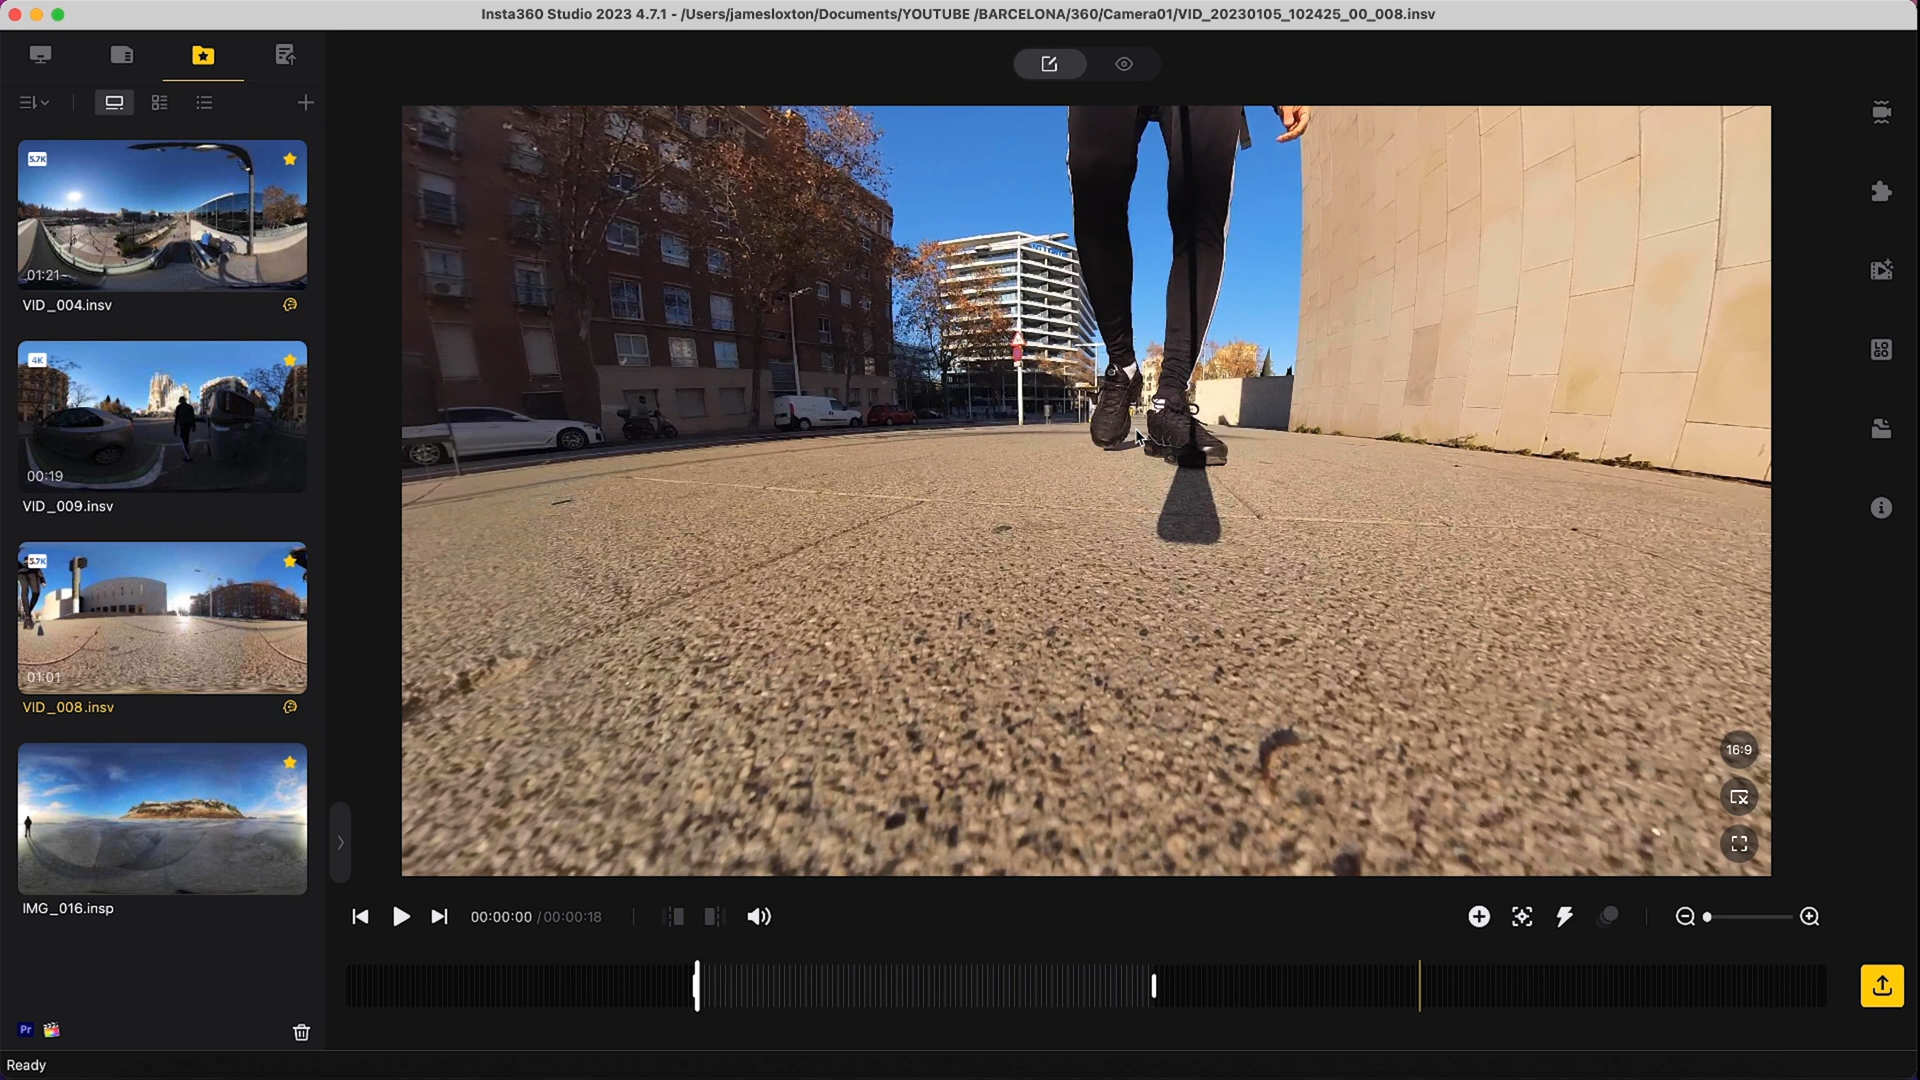 Insta360 Studio 2023 4.7.1 - /Users/jamesloxton/Documents/YOUTUBE /BARCELONA/360/Camera01/VID_20230105_102425_00_008.insv
5.7K
01:21
VID_004.insv
4K
00:19
VID_009.insv
5.7K
01:01
VID_008.insv
IMG_016.insp
LOGO
16:9
00:00:00 / 00:00:18
Pr
Ready